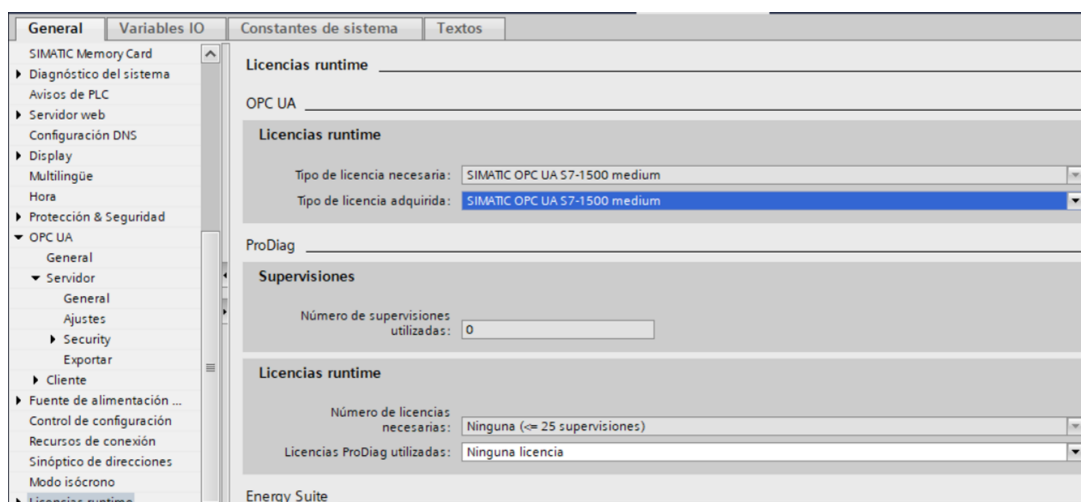 General
Variables IO
Constantes de sistema
Textos
SIMATIC Memory Card
Diagnóstico del sistema
Avisos de PLC
Servidor web
Configuración DNS
Display
Multilingüe
Hora
Protección & Seguridad
OPC UA
General
Servidor
General
Ajustes
Security
Exportar
Cliente
Fuente de alimentación ...
Control de configuración
Recursos de conexión
Sinóptico de direcciones
Modo isócrono
Licencias runtime
Licencias runtime
OPC UA
Licencias runtime
Tipo de licencia necesaria: SIMATIC OPC UA S7-1500 medium
Tipo de licencia adquirida: SIMATIC OPC UA S7-1500 medium
ProDiag
Supervisiones
Número de supervisiones
utilizadas: 0
Licencias runtime
Número de licencias
necesarias: Ninguna (<= 25 supervisiones)
Licencias ProDiag utilizadas: Ninguna licencia
Energy Suite